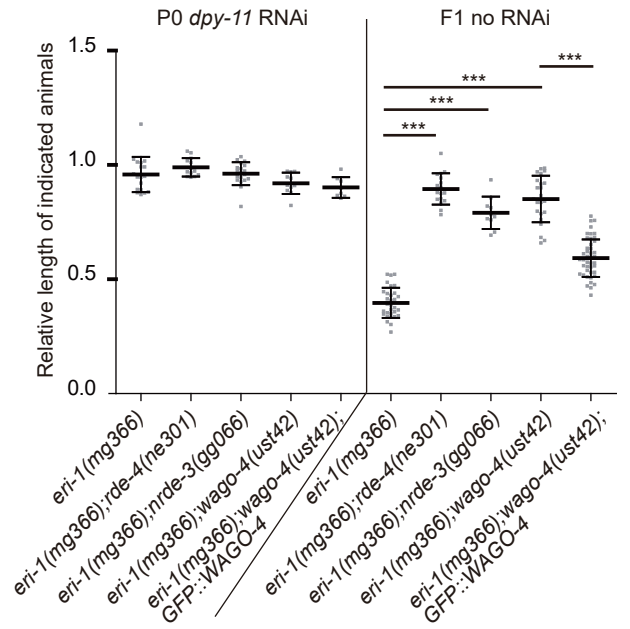 P0 dpy-11 RNAi
F1 no RNAi
Relative length of indicated animals
1.5
1.0
0.5
0.0
***
***
***
***
eri-1(mg366)
eri-1(mg366);rde-4(ne301)
eri-1(mg366);nrde-3(gg066)
eri-1(mg366);wago-4(ust42)
eri-1(mg366);wago-4(ust42);
GFP::WAGO-4
eri-1(mg366)
eri-1(mg366);rde-4(ne301)
eri-1(mg366);nrde-3(gg066)
eri-1(mg366);wago-4(ust42)
eri-1(mg366);wago-4(ust42);
GFP::WAGO-4